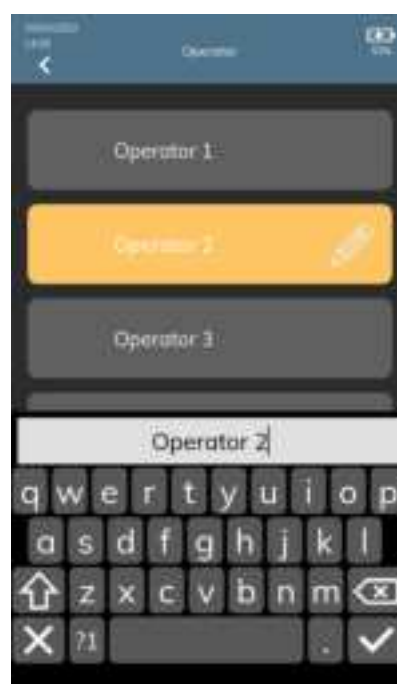 Operator
Operator 1
Operator 2
Operator 3
Operator 2
q w e r t y u i o p
a s d f g h j k l
z x c v b n m
?1 .